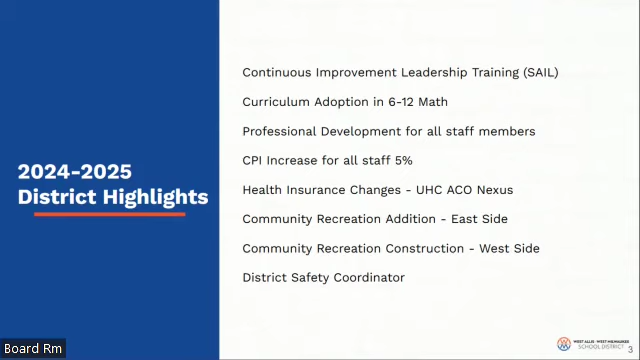 2024-2025
District Highlights
Continuous Improvement Leadership Training (SAIL)
Curriculum Adoption in 6-12 Math
Professional Development for all staff members
CPI Increase for all staff 5%
Health Insurance Changes - UHC ACO Nexus
Community Recreation Addition - East Side
Community Recreation Construction - West Side
District Safety Coordinator
Board Rm
WEST ALLIS - WEST MILWAUKEE
SCHOOL DISTRICT
3